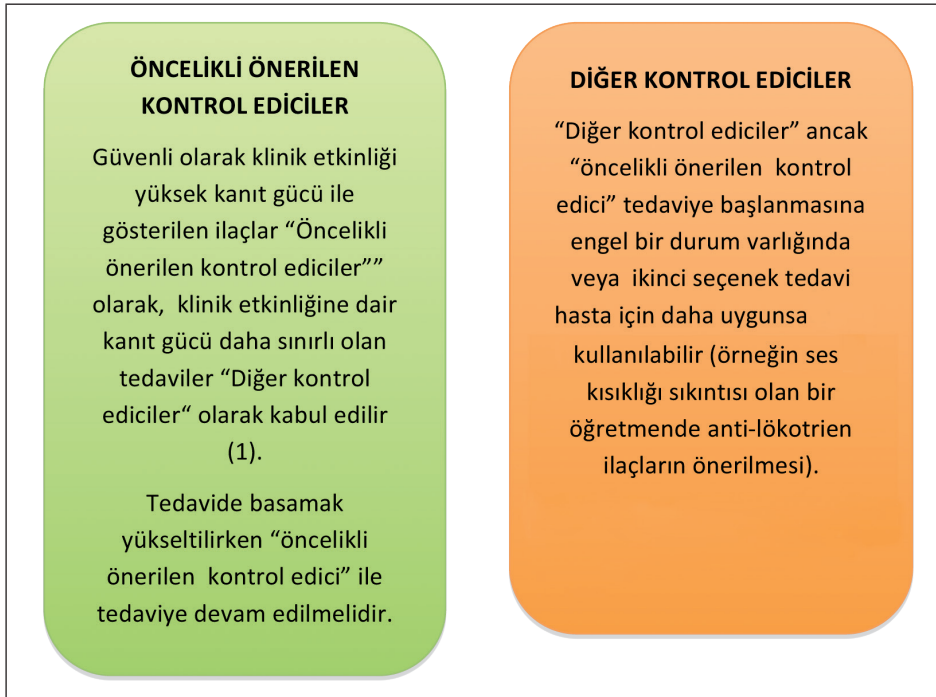 ÖNCELİKLİ ÖNERİLEN
KONTROL EDİCİLER
Güvenli olarak klinik etkinliği
yüksek kanıt gücü ile
gösterilen ilaçlar “Öncelikli
önerilen kontrol ediciler””
olarak, klinik etkinliğine dair
kanıt gücü daha sınırlı olan
tedaviler “Diğer kontrol
ediciler“ olarak kabul edilir
(1).
Tedavide basamak
yükseltilirken “öncelikli
önerilen kontrol edici” ile
tedaviye devam edilmelidir.
DİĞER KONTROL EDİCİLER
“Diğer kontrol ediciler” ancak
“öncelikli önerilen kontrol
edici” tedaviye başlanmasına
engel bir durum varlığında
veya ikinci seçenek tedavi
hasta için daha uygunsa
kullanılabilir (örneğin ses
kısıklığı sıkıntısı olan bir
öğretmende anti-lökotrien
ilaçların önerilmesi).